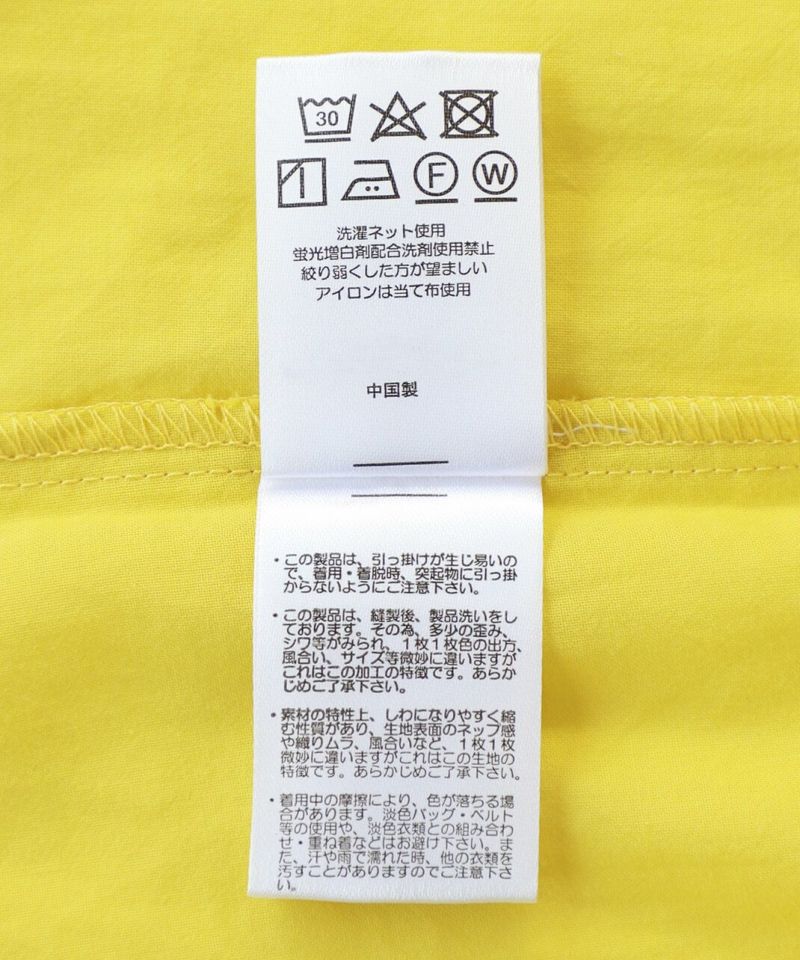 30
F W
洗濯ネット使用
蛍光増白剤配合洗剤使用禁止
絞り弱くした方が望ましい
アイロンは当て布使用
中国製
・この製品は、引っ掛けが生じ易いの
で、着用・着脱時、突起物に引っ掛
からないようにご注意下さい。
・この製品は、縫製後、製品洗いをし
ております。その為、多少の歪み、
シワ等がみられ、1枚1枚色の出方、
風合い、サイズ等微妙に違いますが
これはこの加工の特徴です。あらか
じめご了承下さい。
・素材の特性上、しわになりやすく縮
む性質があり、生地表面のネップ感
や織りムラ、風合いなど、1枚1枚
微妙に違いますがこれはこの生地の
特徴です。あらかじめご了承下さい。
・着用中の摩擦により、色が落ちる場
合があります。淡色バッグ・ベルト
等の使用や、淡色衣類との組み合わ
せ・重ね着などはお避け下さい。ま
た、汗や雨で濡れた時、他の衣類を
汚すことがありますのでご注意下さ
い。